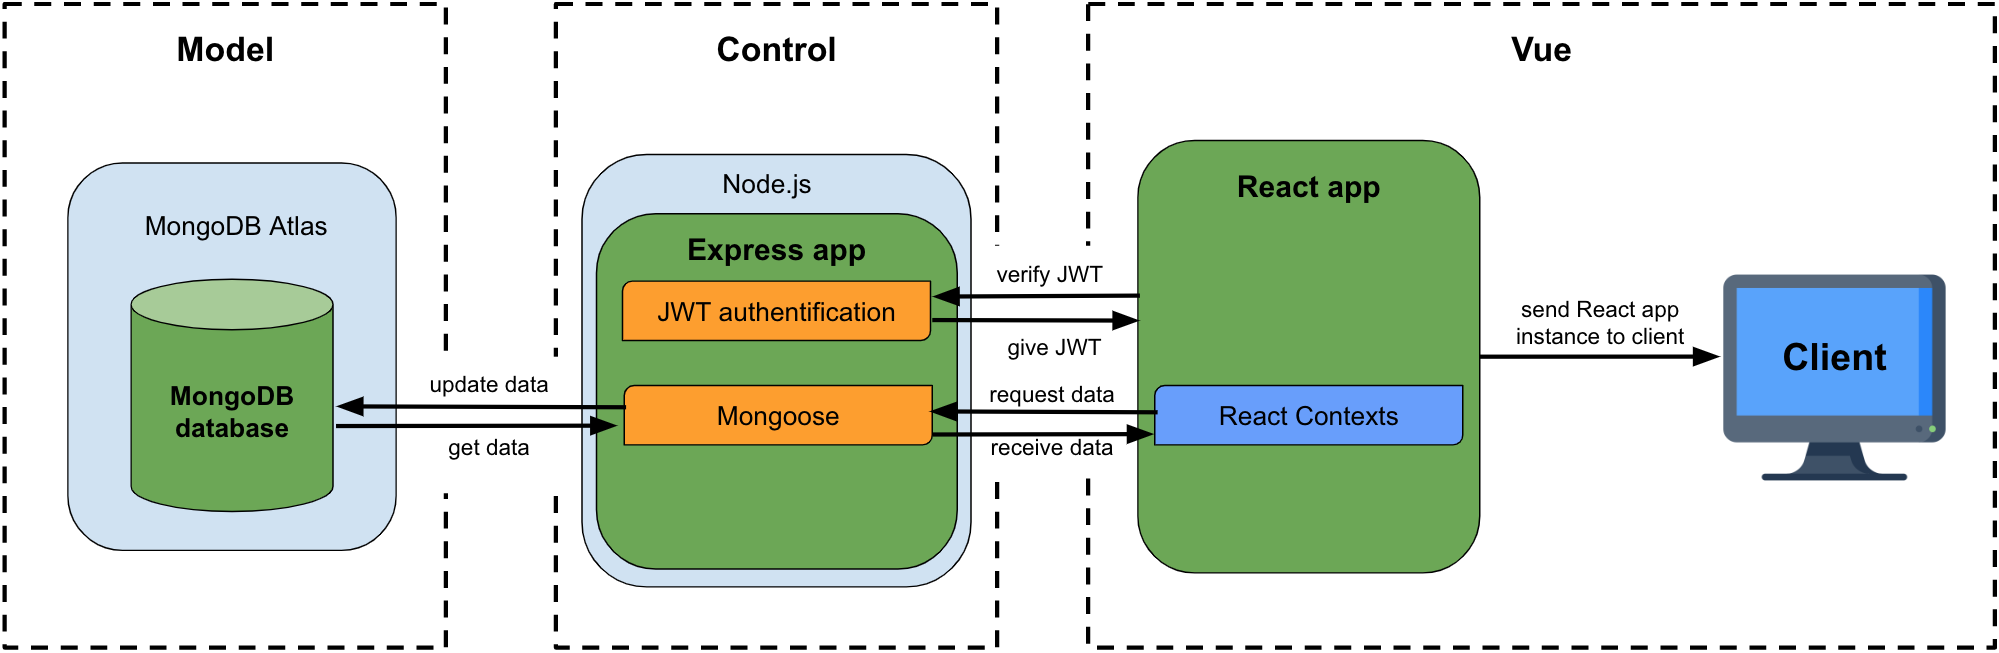 Model
Control
Vue
MongoDB Atlas
MongoDB
database
update data
get data
Node.js
Express app
JWT authentification
Mongoose
verify JWT
give JWT
request data
receive data
React app
React Contexts
send React app
instance to client
Client